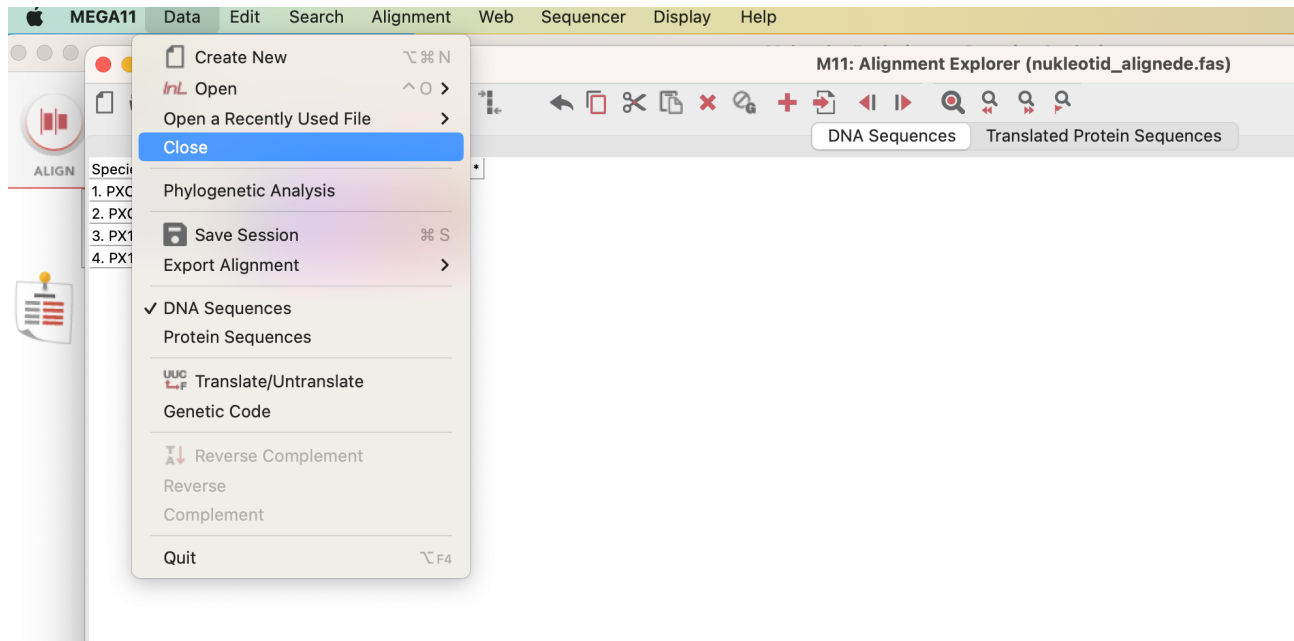 MEGA11 Data Edit Search Alignment Web Sequencer Display Help
M11: Alignment Explorer (nukleotid_alignede.fas)
Create New ⌥⌘N
InL Open ^O >
Open a Recently Used File >
Close
DNA Sequences Translated Protein Sequences
ALIGN
*
1.
2.
3. PX1
4. PX1
Phylogenetic Analysis
Save Session ⌘S
Export Alignment >
✓ DNA Sequences
Protein Sequences
UUC F Translate/Untranslate
Genetic Code
T A Reverse Complement
Reverse
Complement
Quit ⌥F4